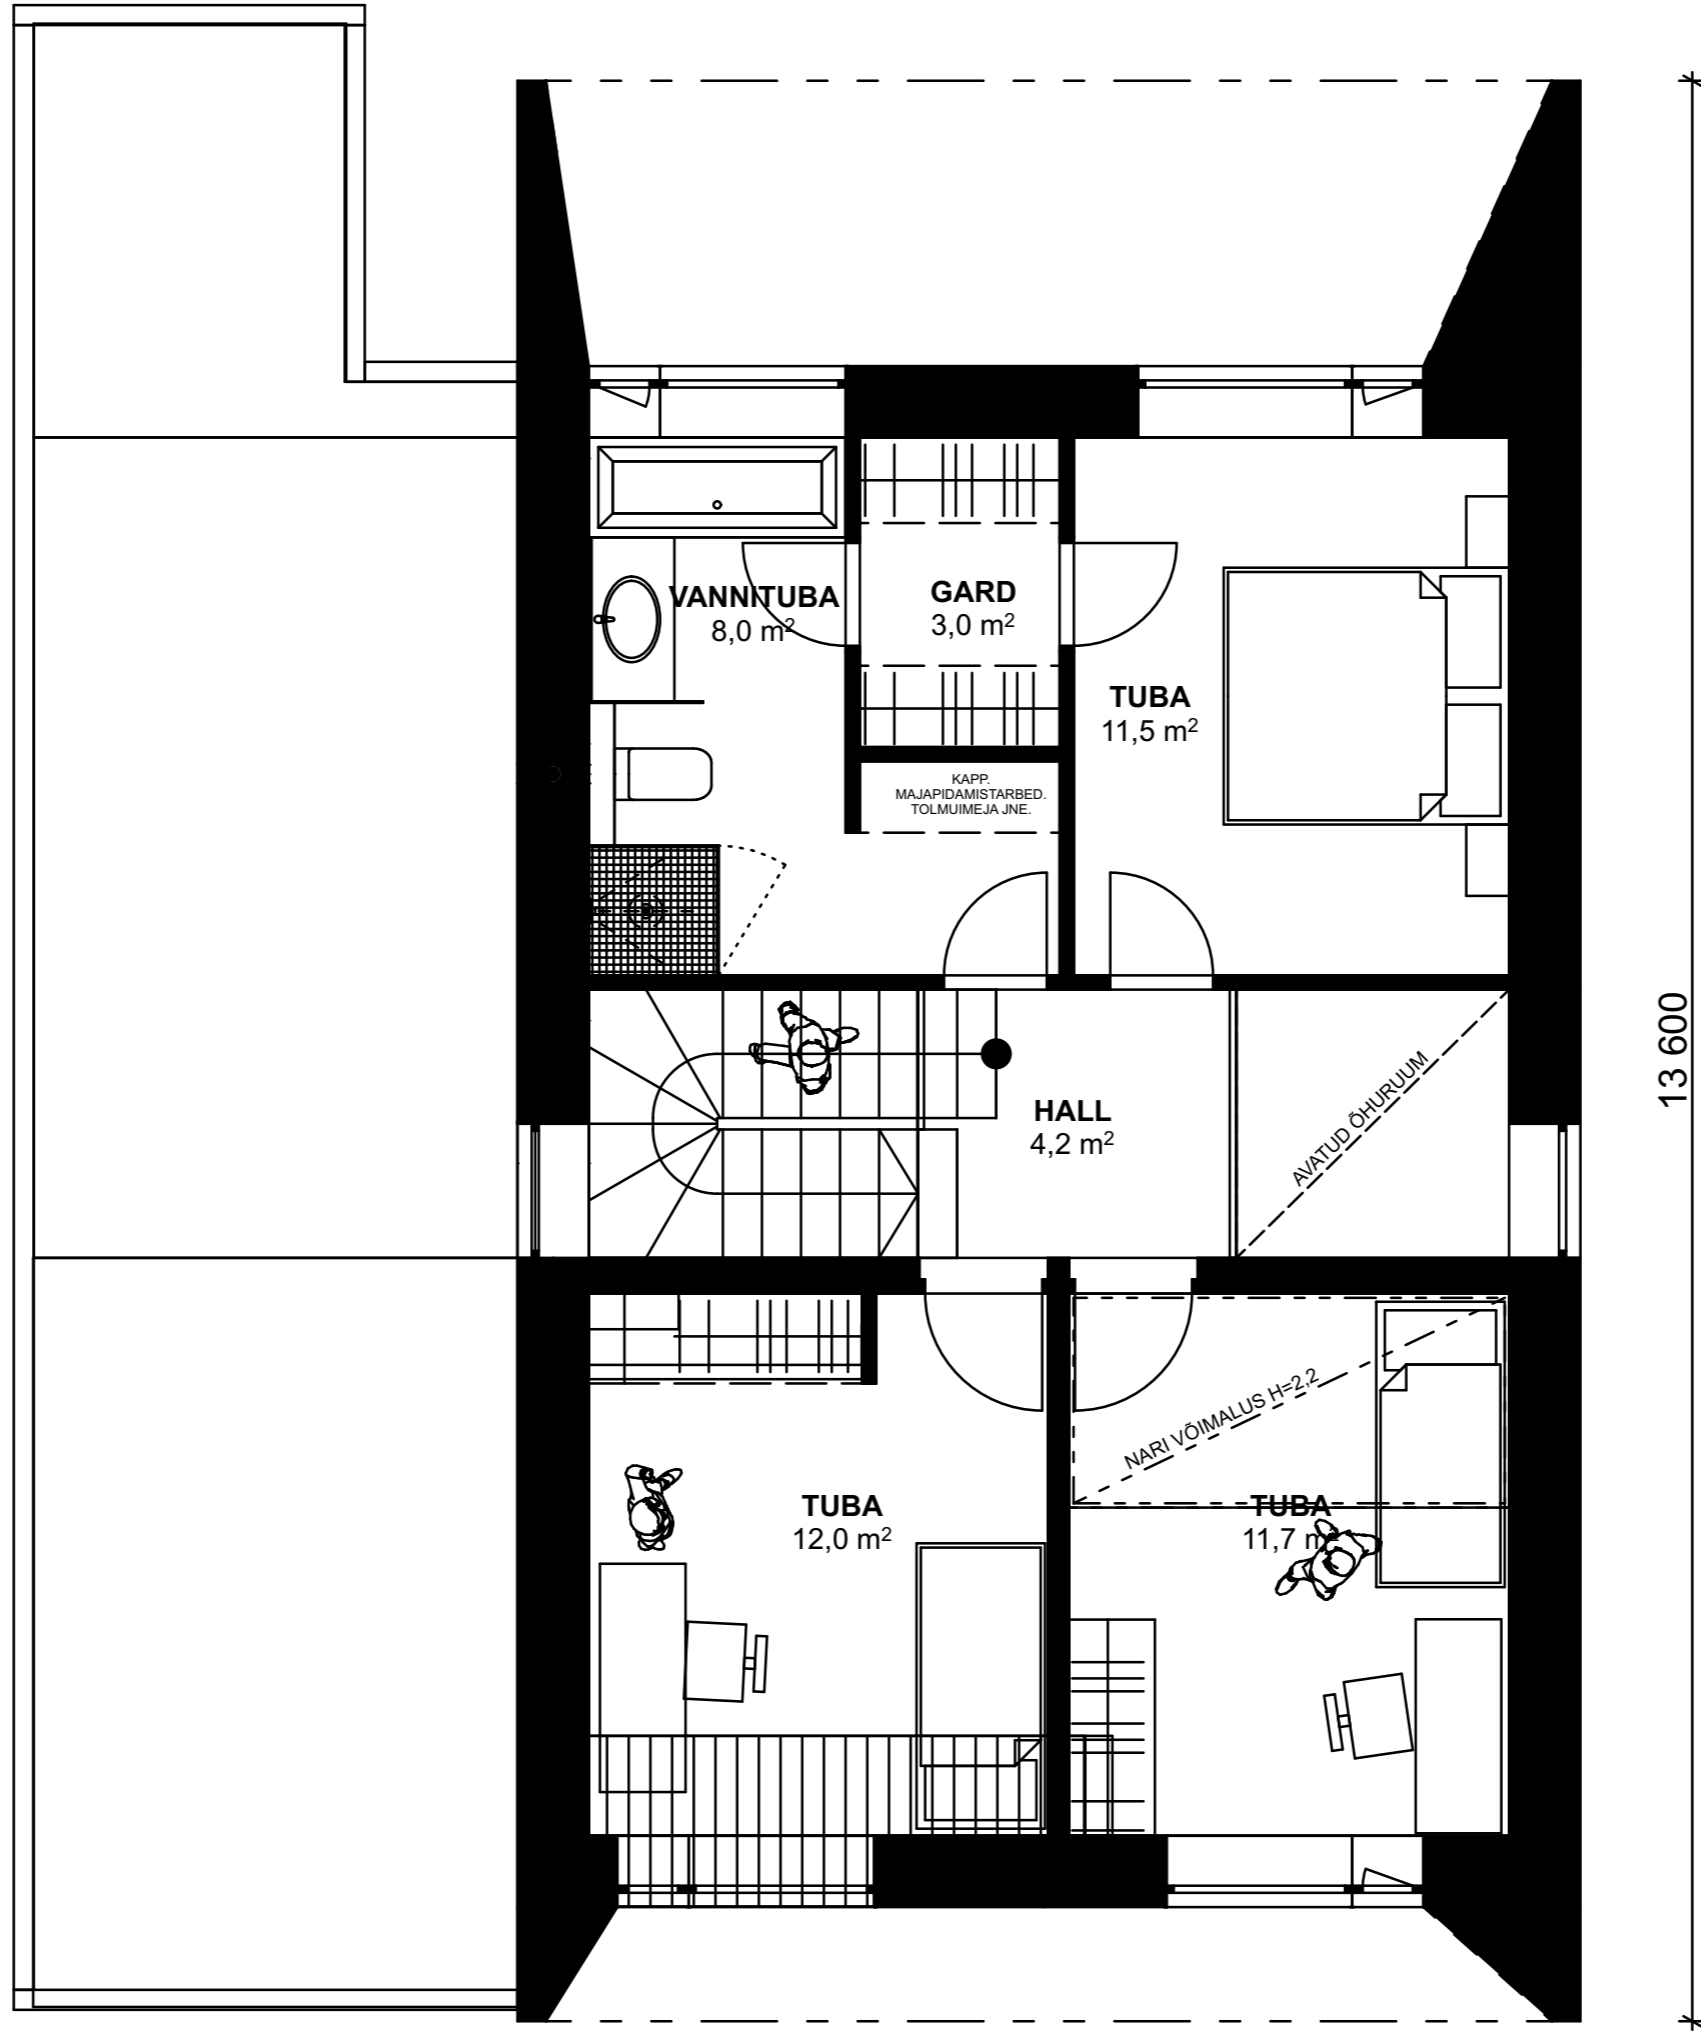 VANNITUBA
8,0 m²
GARD
3,0 m²
TUBA
11,5 m²
KAPP.
MAJAPIDAMISTARBED.
TOLMUIMEJA JNE.
HALL
4,2 m²
AVATUD ÕHURUUM
13 600
NARI VÕIMALUS H=2,2
TUBA
12,0 m²
TUBA
11,7 m